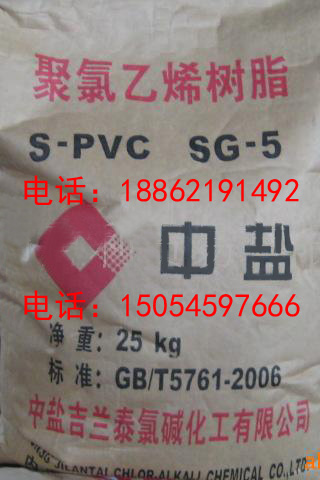 聚氯乙烯树脂
S-PVC SG-5
电话：18862191492
中盐
电话：15054597666
净重：25 kg
标准：GB/T5761-2006
中盐吉兰泰氯碱化工有限公司
JILANTAI CHLOR-ALKALI CHEMICAL CO.,LTD